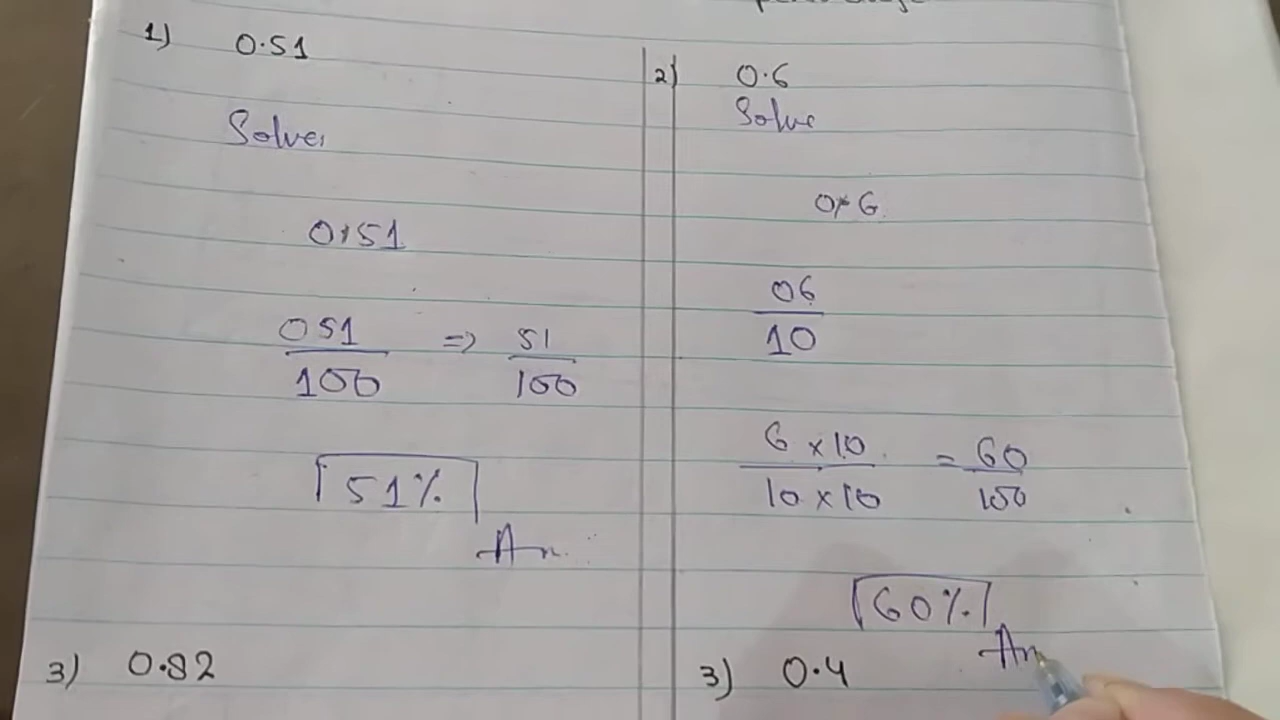 1) 0.51
Solve,
0.51
051/100 => 51/100
51%
An.
2) 0.6
Solve
0.6
06/10
6 x 10/10 x 10 = 60/100
60%
An
3) 0.82
3) 0.4